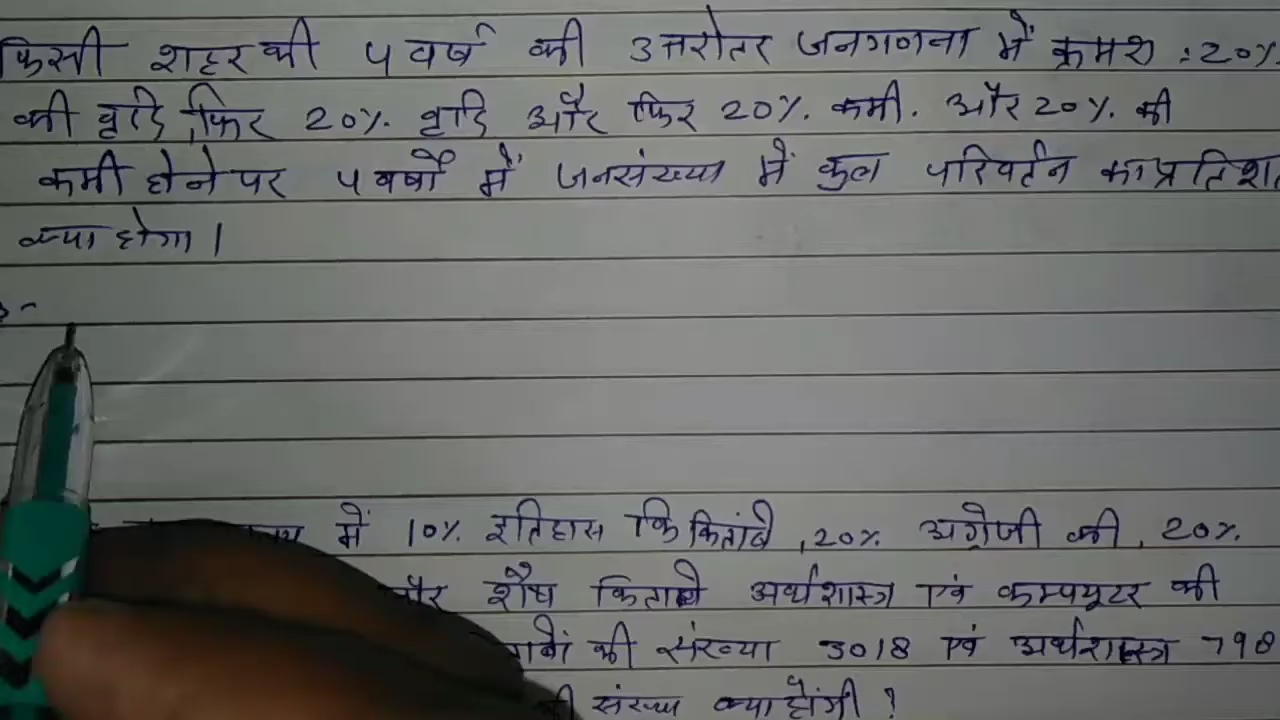 किसी शहर की 4 वर्ष की उत्तरोतर जनगणना में क्रमश : 20%
की वृद्दि, फिर 20% वृद्दि और फिर 20% कमी. और 20% की
कमी होने पर 4 वर्षों में जनसंख्या में कुल परिवर्तन का प्रतिशत
क्या होगा।
में 10% इतिहास कि किताबें, 20% अंग्रेजी की, 20%
और शेष किताबें अर्थशास्त्र एवं कम्प्यूटर की
की संख्या 3018 एवं अर्थशास्त्र 798
की संख्या क्या होंगी ?